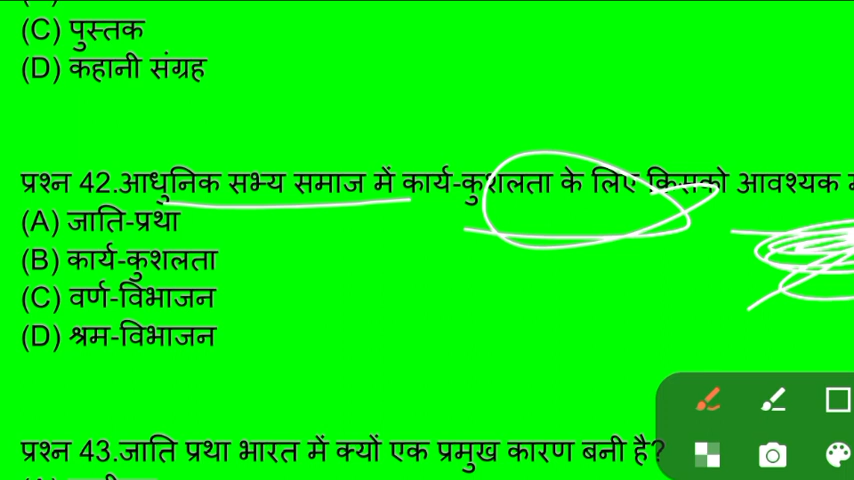 (C) पुस्तक
(D) कहानी संग्रह
प्रश्न 42.आधुनिक सभ्य समाज में कार्य-कुशलता के लिए किसको आवश्यक
(A) जाति-प्रथा
(B) कार्य-कुशलता
(C) वर्ण-विभाजन
(D) श्रम-विभाजन
प्रश्न 43.जाति प्रथा भारत में क्यों एक प्रमुख कारण बनी है?